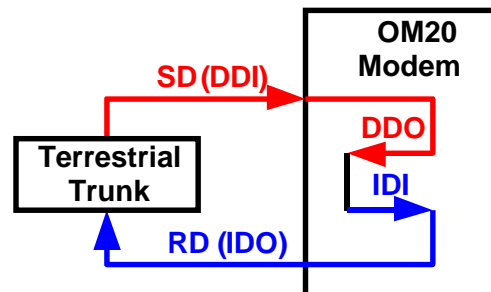 OM20
Modem
SD (DDI)
DDO
Terrestrial
Trunk
IDI
RD (IDO)